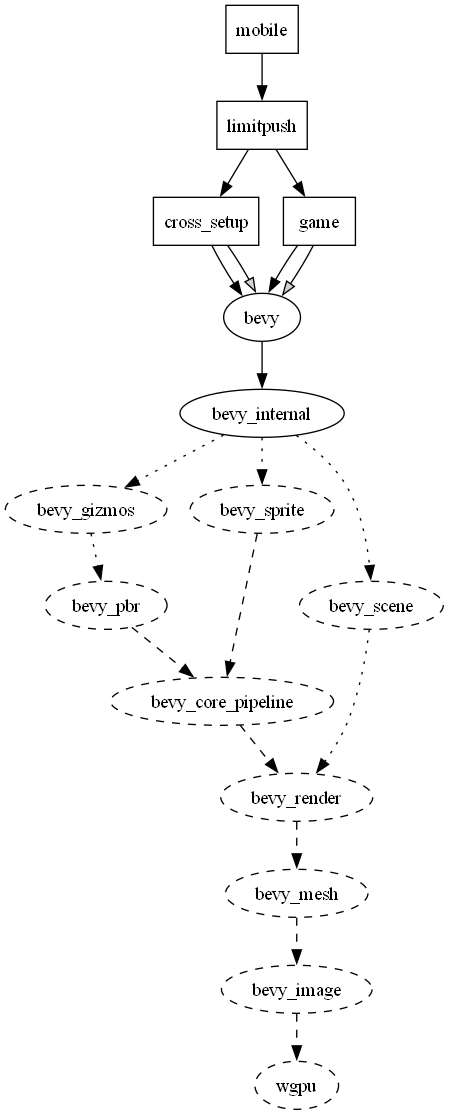 mobile
limitpush
cross_setup
game
bevy
bevy_internal
bevy_gizmos
bevy_sprite
bevy_pbr
bevy_scene
bevy_core_pipeline
bevy_render
bevy_mesh
bevy_image
wgpu